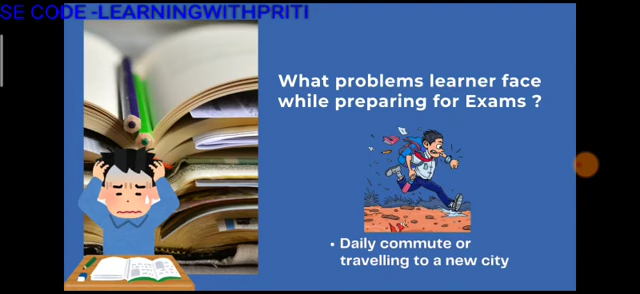 SE CODE -LEARNINGWITHPRITI
What problems learner face
while preparing for Exams ?
• Daily commute or
travelling to a new city